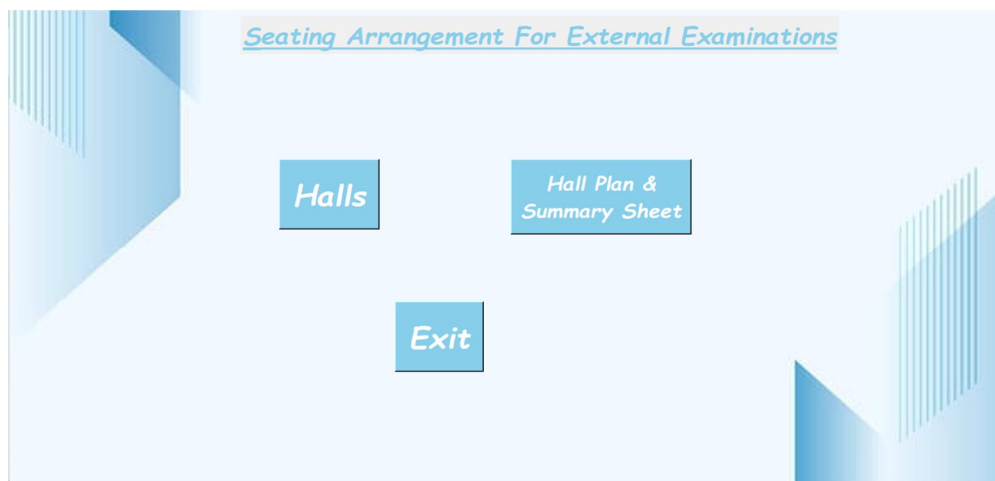 Seating Arrangement For External Examinations
Halls
Hall Plan &
Summary Sheet
Exit